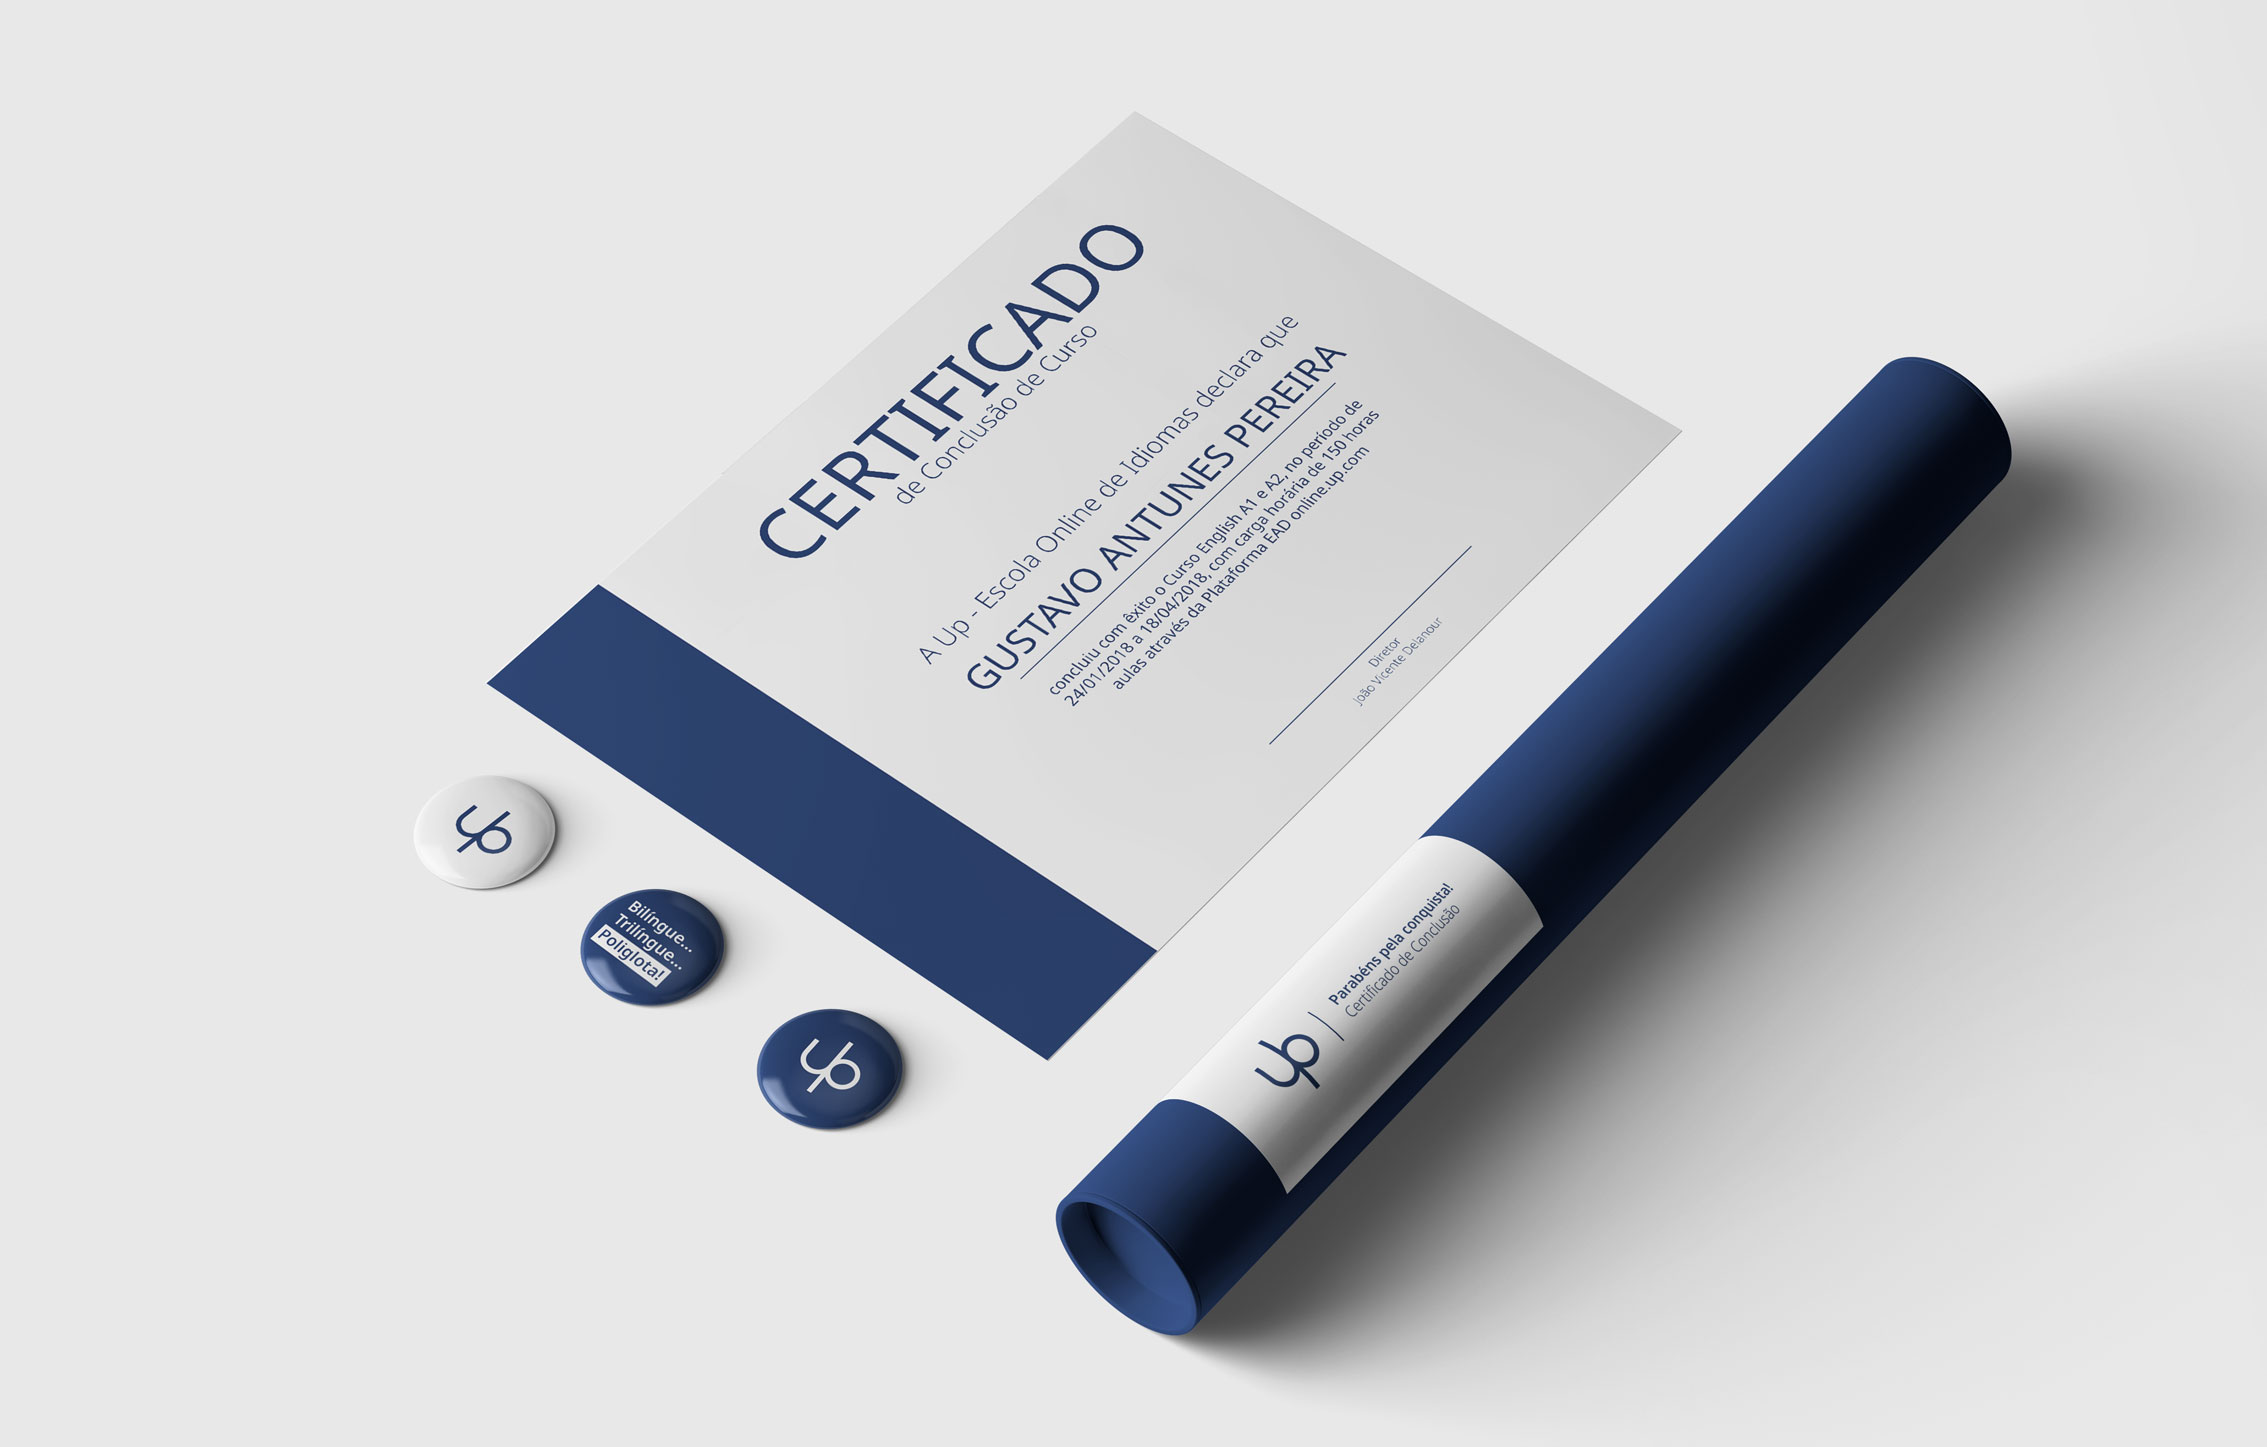 CERTIFICADO
de Conclusão de Curso
A Up - Escola Online de Idiomas declara que
GUSTAVO ANTUNES PEREIRA
concluiu com êxito o Curso English A1 e A2, no período de
24/01/2018 a 18/04/2018, com carga horária de 150 horas
aulas através da Plataforma EAD online.up.com
Diretor
João Vicente Delanour
up
Bilíngue...
Trilíngue...
Poliglota!
up
up
Parabéns pela conquista!
Certificado de Conclusão